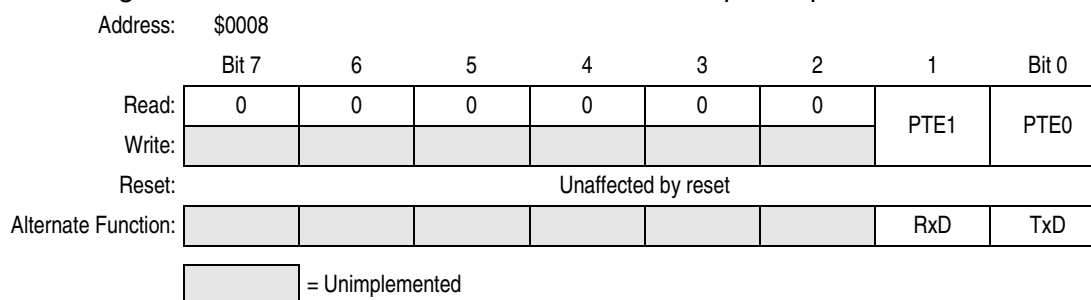 Address: $0008
Bit 7 6 5 4 3 2 1 Bit 0
Read: 0 0 0 0 0 0 PTE1 PTE0
Write:
Reset: Unaffected by reset
Alternate Function: RxD TxD
= Unimplemented